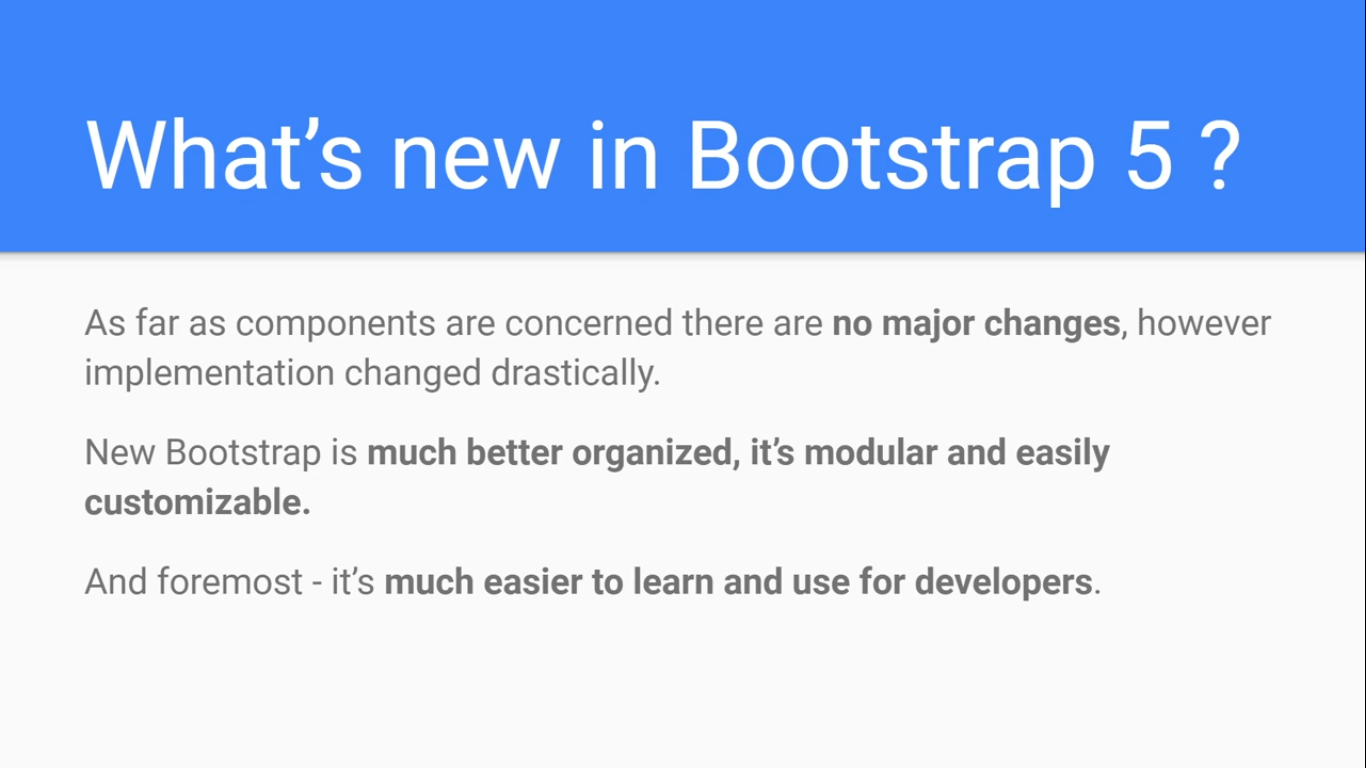 What’s new in Bootstrap 5 ?
As far as components are concerned there are no major changes, however
implementation changed drastically.
New Bootstrap is much better organized, it’s modular and easily
customizable.
And foremost - it’s much easier to learn and use for developers.